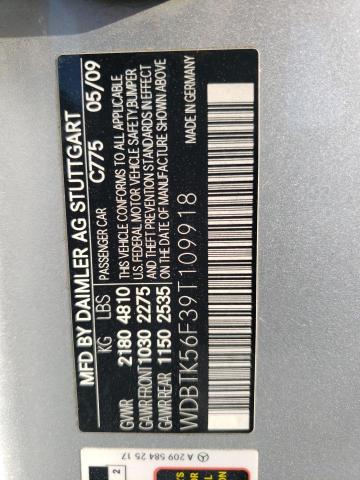 MFD BY DAIMLER AG STUTTGART
C775 05/09
KG LBS PASSENGER CAR
GVWR 2180 4810
GAWR FRONT 1030 2275
GAWR REAR 1150 2535
THIS VEHICLE CONFORMS TO ALL APPLICABLE
U.S. FEDERAL MOTOR VEHICLE SAFETY, BUMPER
AND THEFT PREVENTION STANDARDS IN EFFECT
ON THE DATE OF MANUFACTURE SHOWN ABOVE
MADE IN GERMANY
WDBTK56F39T109918
A 209 584 25 17
2